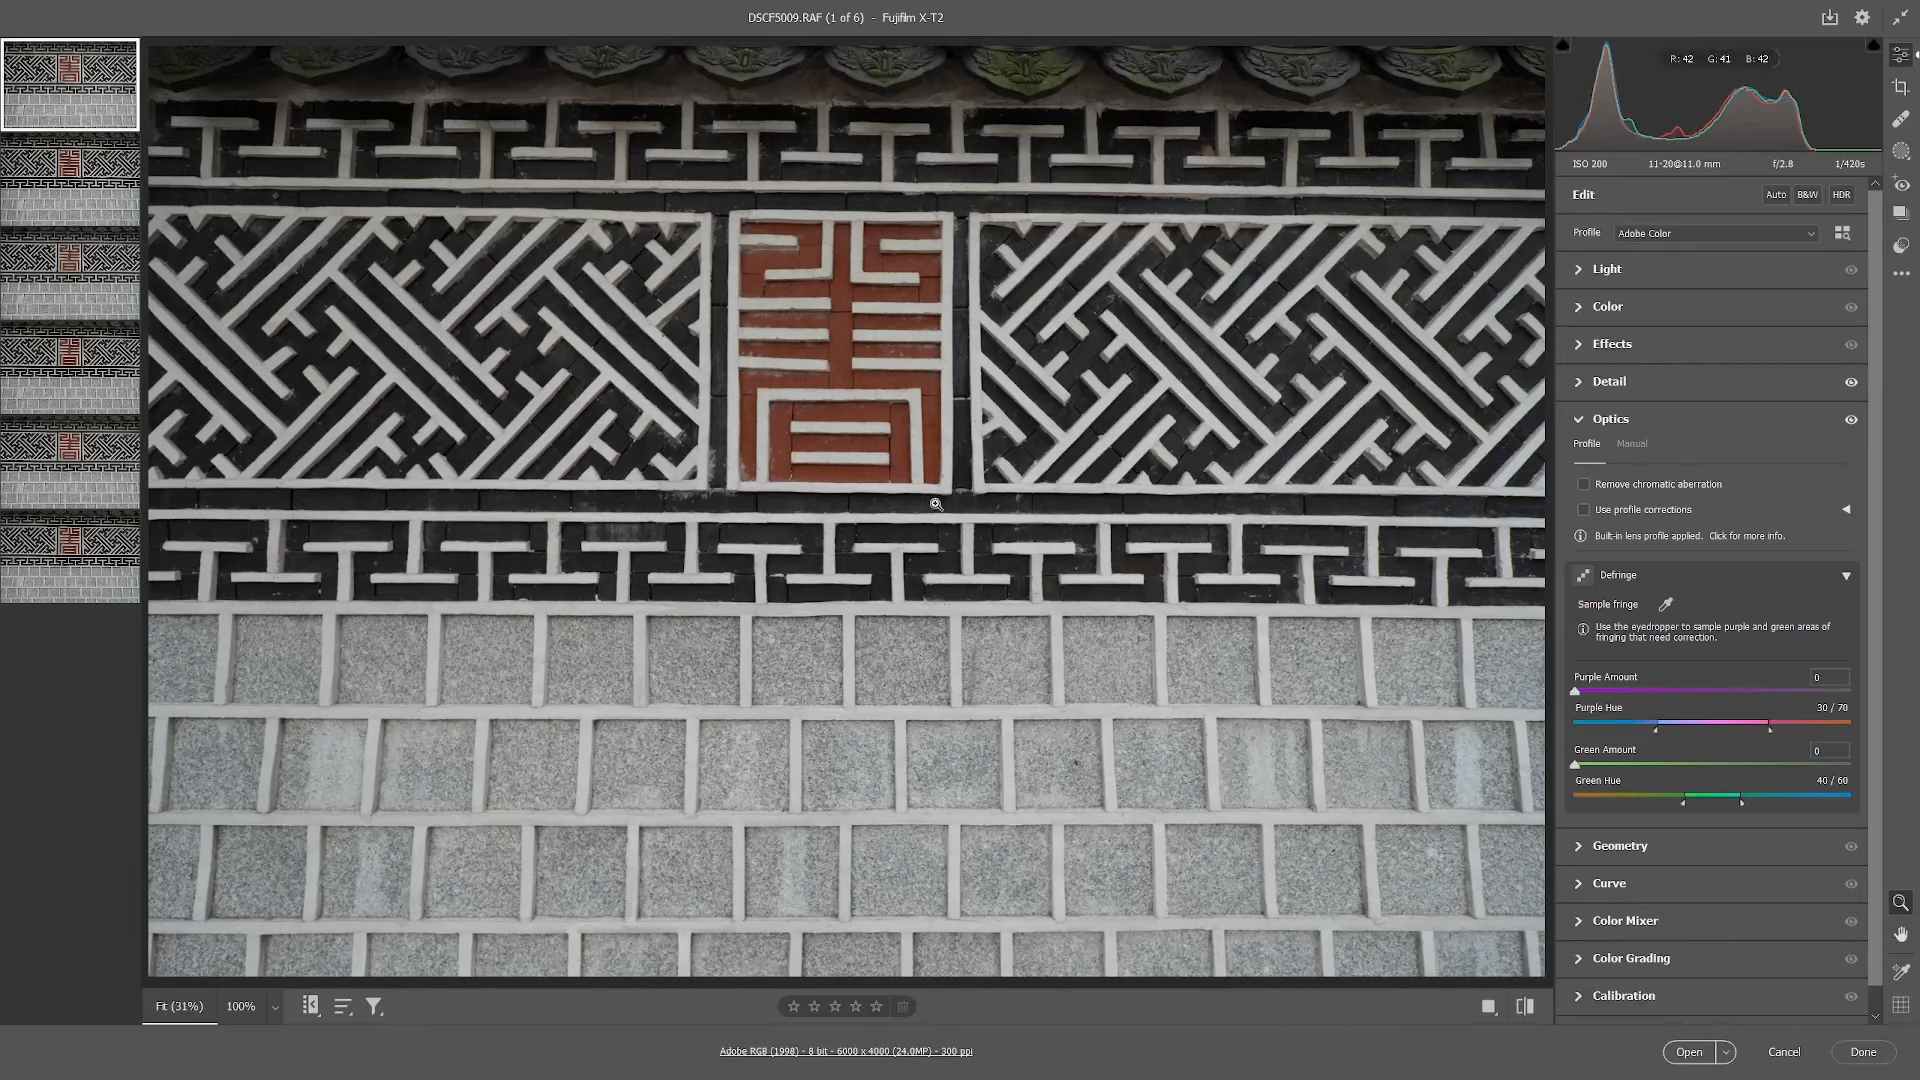 DSCF5009.RAF (1 of 6) - Fujifilm X-T2
R: 42 G: 41 B: 42
ISO 200 11-20@11.0 mm f/2.8 1/420s
Edit Auto B&W HDR
Profile Adobe Color
Light
Color
Effects
Detail
Optics
Profile Manual
Remove chromatic aberration
Use profile corrections
Built-in lens profile applied. Click for more info.
Defringe
Sample fringe
Use the eyedropper to sample purple and green areas of
fringing that need correction.
Purple Amount 0
Purple Hue 30 / 70
Green Amount 0
Green Hue 40 / 60
Geometry
Curve
Color Mixer
Color Grading
Calibration
Fit (31%) 100%
Adobe RGB (1998) - 8 bit - 6000 x 4000 (24.0MP) - 300 ppi
Open Cancel Done